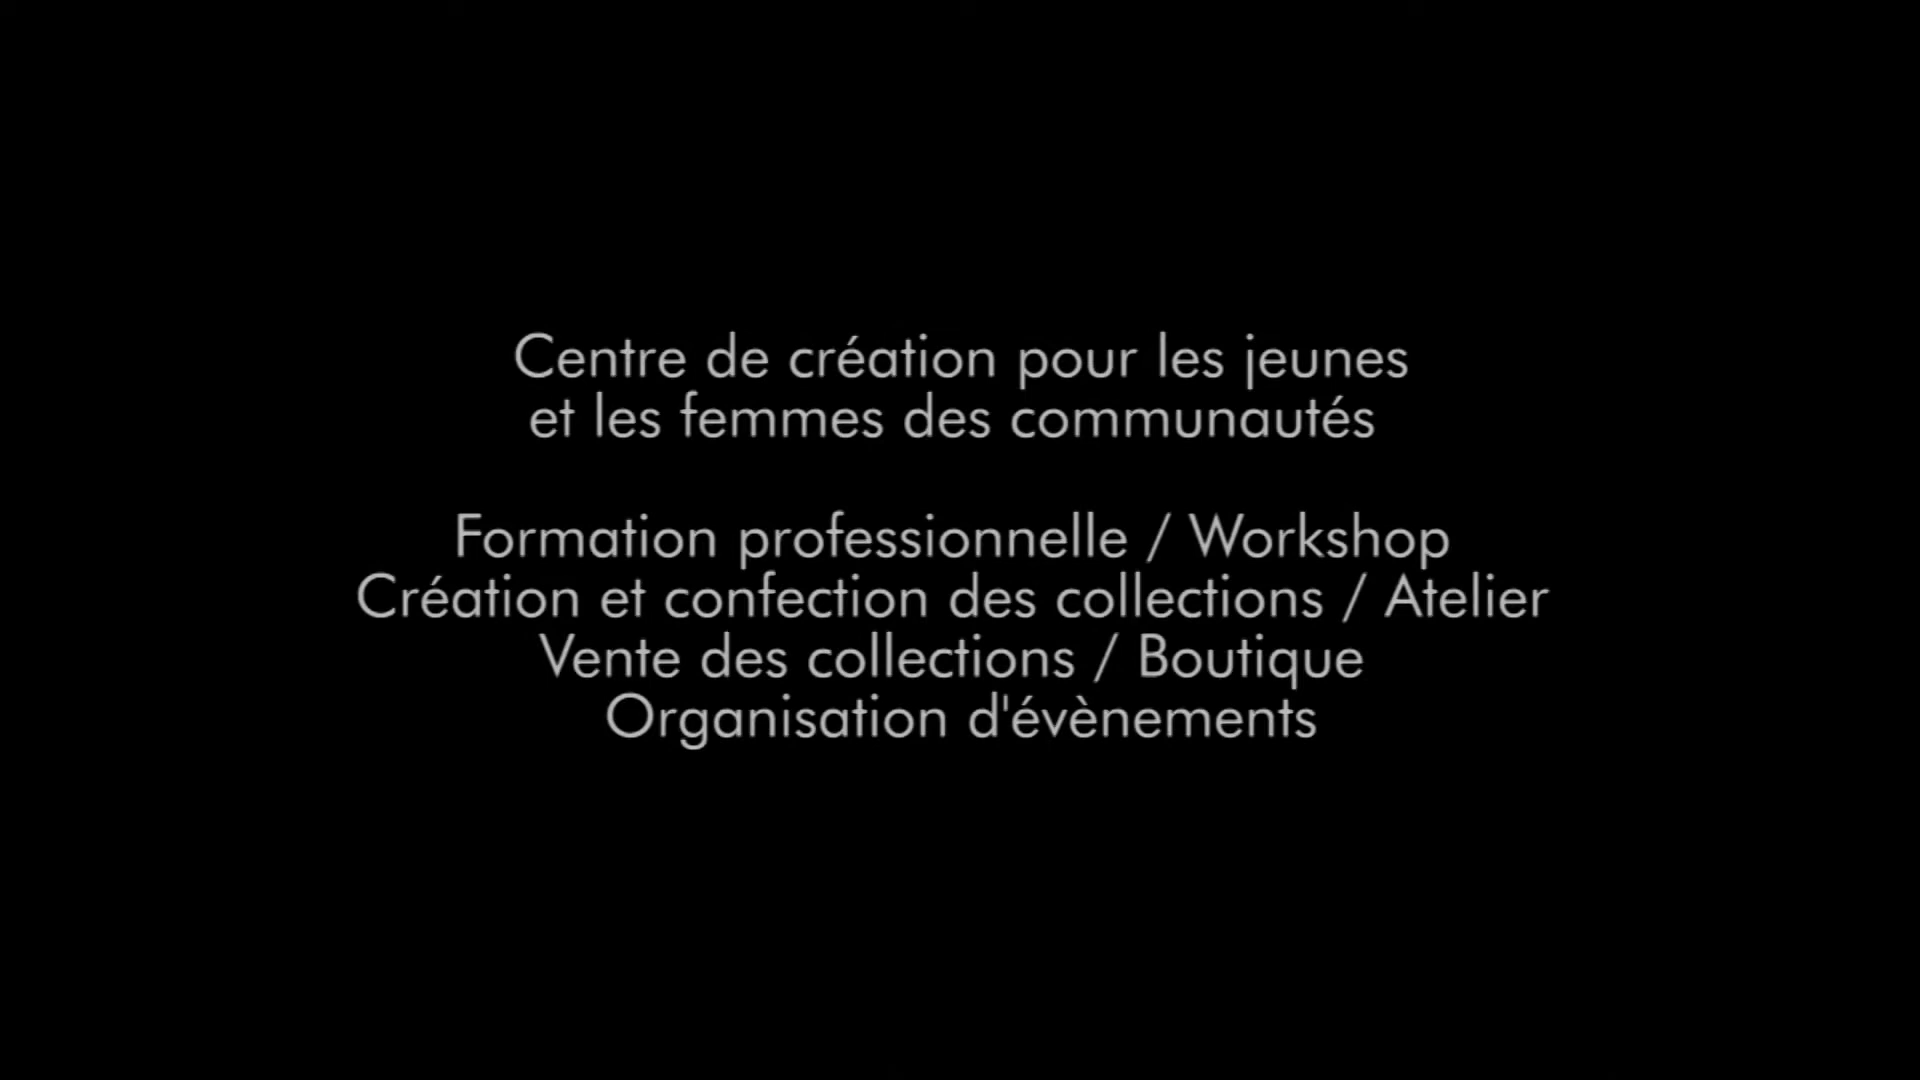 Centre de création pour les jeunes
et les femmes des communautés
Formation professionnelle / Workshop
Création et confection des collections / Atelier
Vente des collections / Boutique
Organisation d'évènements